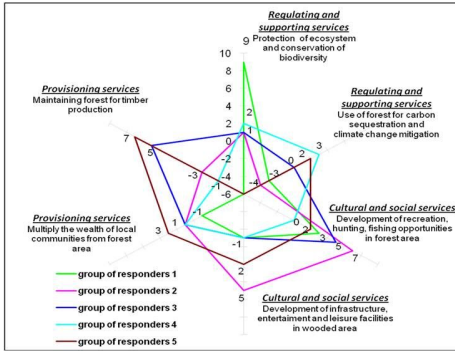 Regulating and
supporting services
Protection of ecosystem
and conservation of
biodiversity
9
10
8
6
4
2
0
-2
-4
-6
2
1
Regulating and
supporting services
Use of forest for carbon
sequestration and
climate change mitigation
3
2
0
-1
-4
Cultural and social services
Development of recreation,
hunting, fishing opportunities
in forest area
0
2
3
5
7
Cultural and social services
Development of infrastructure,
entertaiment and leisure facilities
in wooded area
-1
2
5
Provisioning services
Multiply the wealth of local
communities from forest
area
3
1
-1
Provisioning services
Maintaining forest for timber
production
7
5
-1
-1
group of responders 1
group of responders 2
group of responders 3
group of responders 4
group of responders 5